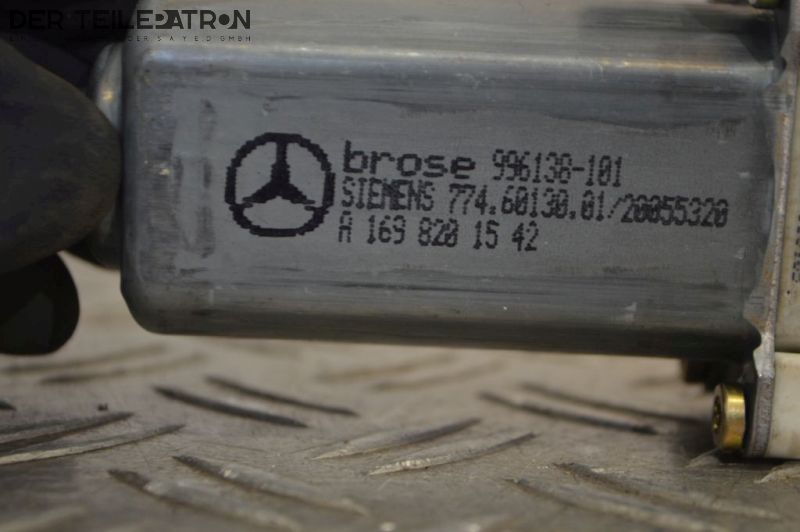 DER TEILEPATRON
brose 996138-101
SIEMENS 774.60130.01/20055320
A 169 820 15 42